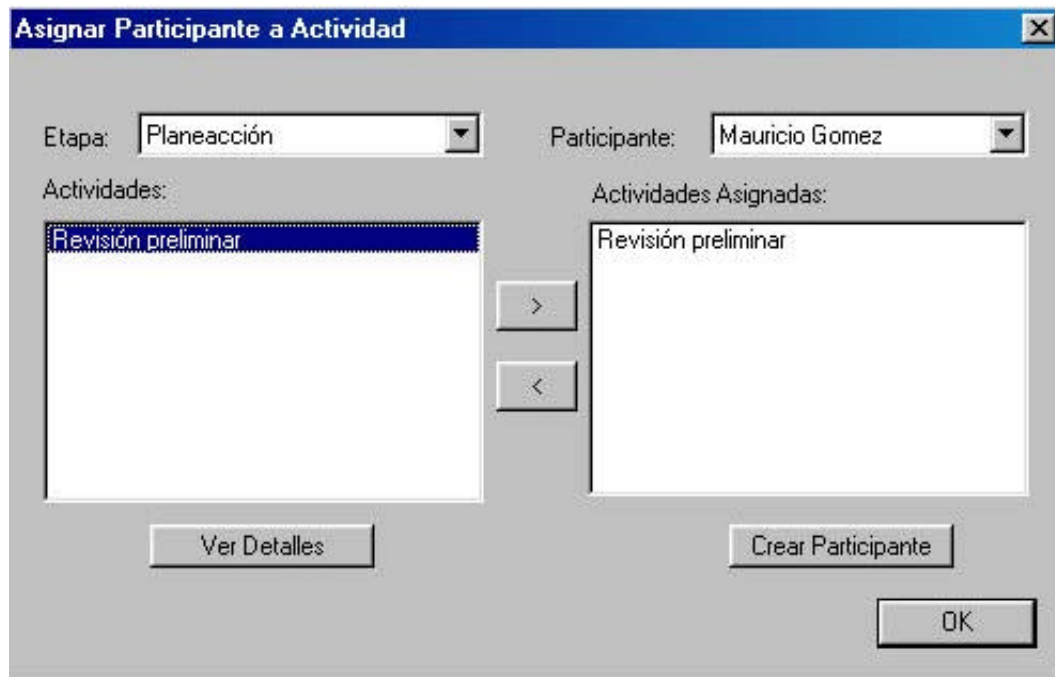 Asignar Participante a Actividad
Etapa: Planeacción Participante: Mauricio Gomez
Actividades: Actividades Asignadas:
Revisión preliminar Revisión preliminar
>
<
Ver Detalles Crear Participante
OK